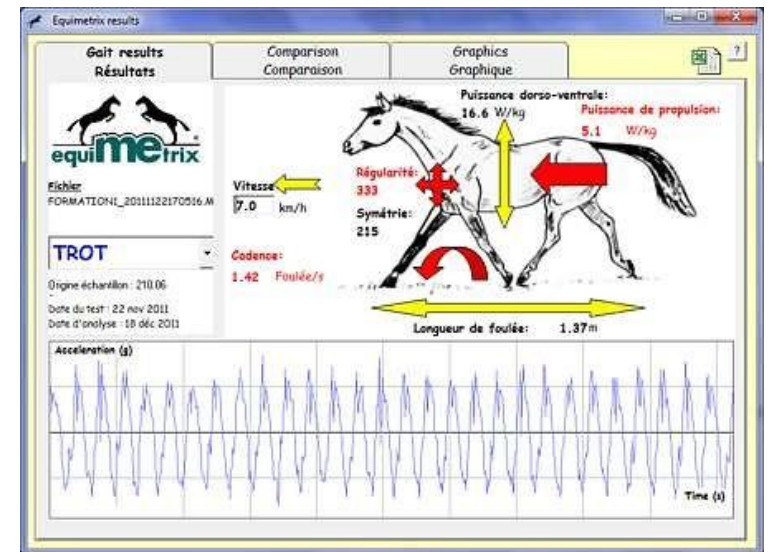 Equimetrix results
Gait results
Résultats
Comparison
Comparaison
Graphics
Graphique
?
equiMetrix
Fichier
FORMATION1_20111122170516.M
TROT
Origine échantillon : 210.06
Date du test : 22 nov 2011
Date d'analyse : 18 déc 2011
Puissance dorso-ventrale:
16.6 W/kg
Puissance de propulsion:
5.1 W/kg
Régularité:
333
Vitesse
7.0 km/h
Symétrie:
215
Cadence:
1.42 Foulée/s
Longueur de foulée: 1.37m
Acceleration (g)
Time (s)